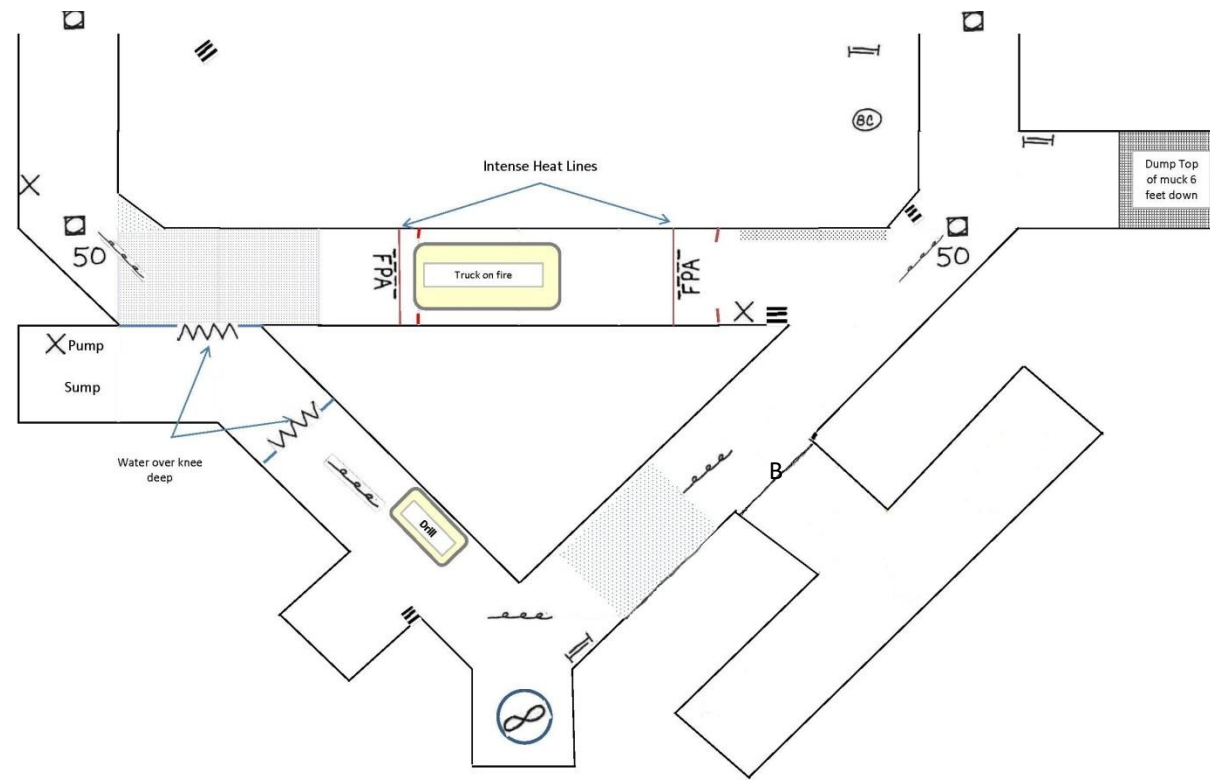 BC
Intense Heat Lines
Dump Top
of muck 6
feet down
50
FPA
Truck on fire
FPA
50
X
X
X Pump
Sump
Water over knee
deep
B
Drill